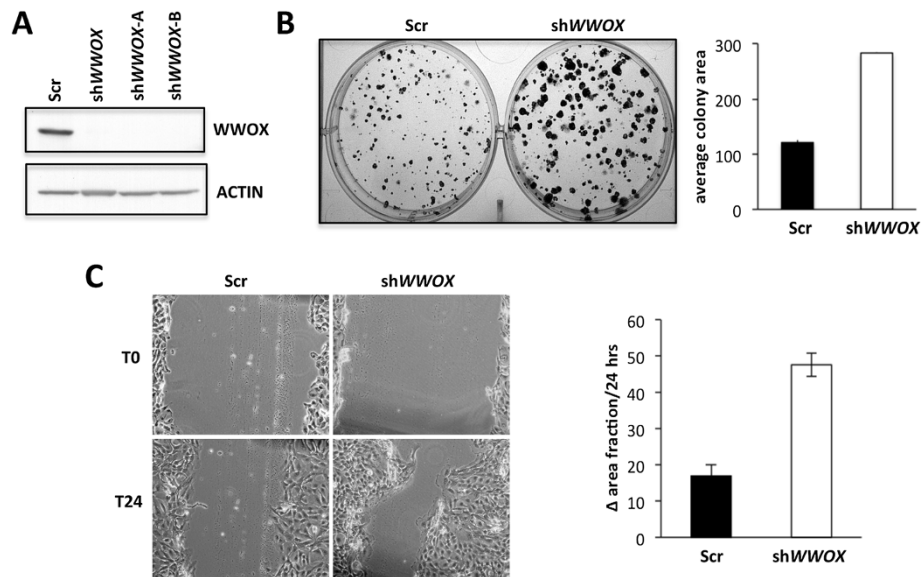 A
Scr
shWWOX
shWWOX-A
shWWOX-B
WWOX
ACTIN
B
Scr
shWWOX
average colony area
300
200
100
0
Scr
shWWOX
C
Scr
shWWOX
T0
T24
Δ area fraction/24 hrs
60
50
40
30
20
10
0
Scr
shWWOX